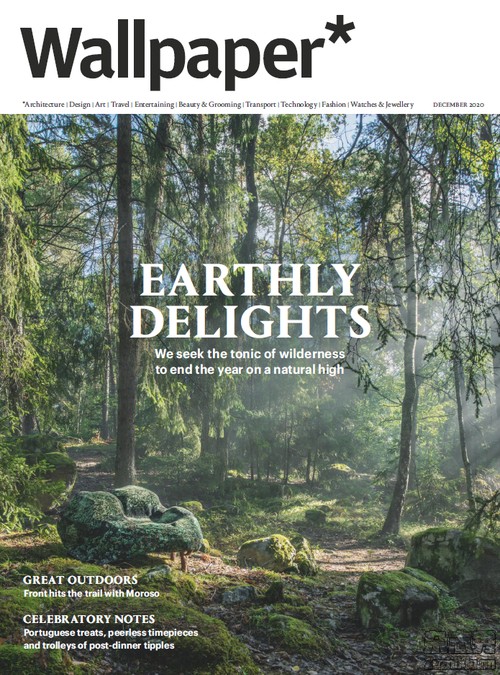 Wallpaper*
*Architecture | Design | Art | Travel | Entertaining | Beauty & Grooming | Transport | Technology | Fashion | Watches & Jewellery DECEMBER 2020
EARTHLY
DELIGHTS
We seek the tonic of wilderness
to end the year on a natural high
GREAT OUTDOORS
Front hits the trail with Moroso
CELEBRATORY NOTES
Portuguese treats, peerless timepieces
and trolleys of post-dinner tipples